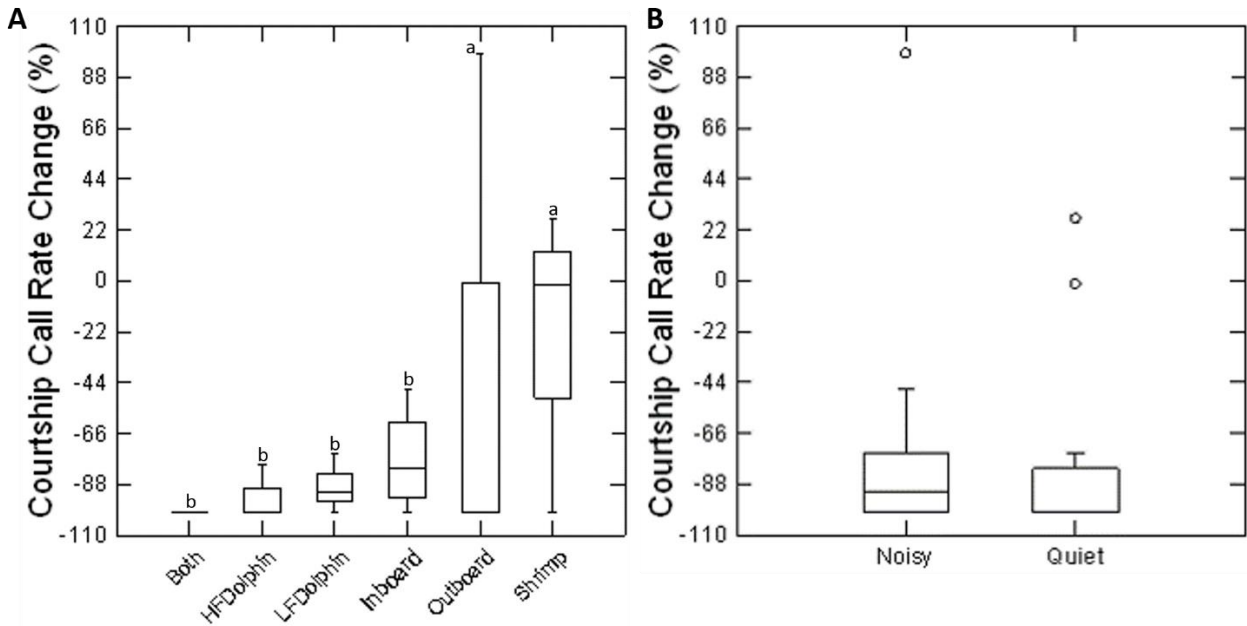 A
Courtship Call Rate Change (%)
110
88
66
44
22
0
-22
-44
-66
-88
-110
b
b
b
b
a
a
Both
HFDolphin
LFDolphin
Inboard
Outboard
Shrimp
B
Courtship Call Rate Change (%)
110
88
66
44
22
0
-22
-44
-66
-88
-110
Noisy
Quiet